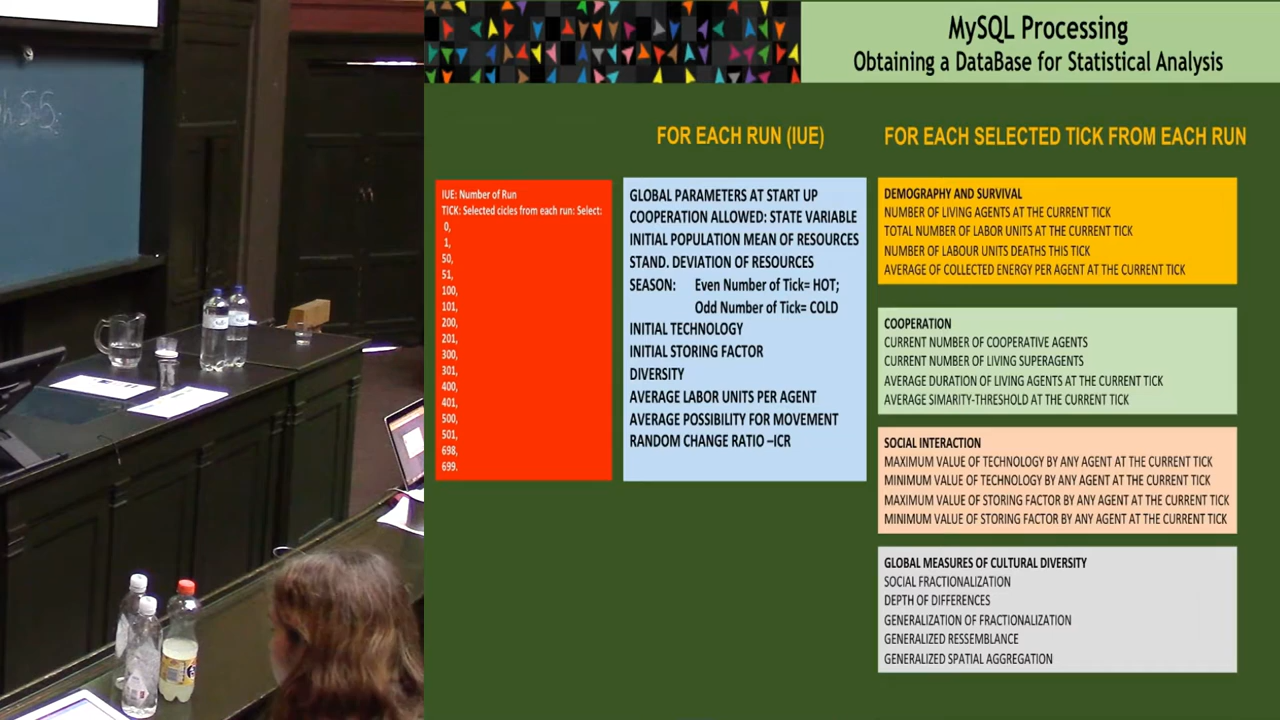 MySQL Processing
Obtaining a DataBase for Statistical Analysis
FOR EACH RUN (IUE)
FOR EACH SELECTED TICK FROM EACH RUN
IUE: Number of Run
TICK: Selected cicles from each run: Select:
0,
1,
50,
51,
100,
101,
200,
201,
300,
301,
400,
401,
500,
501,
698,
699.
GLOBAL PARAMETERS AT START UP
COOPERATION ALLOWED: STATE VARIABLE
INITIAL POPULATION MEAN OF RESOURCES
STAND. DEVIATION OF RESOURCES
SEASON: Even Number of Tick= HOT;
Odd Number of Tick= COLD
INITIAL TECHNOLOGY
INITIAL STORING FACTOR
DIVERSITY
AVERAGE LABOR UNITS PER AGENT
AVERAGE POSSIBILITY FOR MOVEMENT
RANDOM CHANGE RATIO –ICR
DEMOGRAPHY AND SURVIVAL
NUMBER OF LIVING AGENTS AT THE CURRENT TICK
TOTAL NUMBER OF LABOR UNITS AT THE CURRENT TICK
NUMBER OF LABOUR UNITS DEATHS THIS TICK
AVERAGE OF COLLECTED ENERGY PER AGENT AT THE CURRENT TICK
COOPERATION
CURRENT NUMBER OF COOPERATIVE AGENTS
CURRENT NUMBER OF LIVING SUPERAGENTS
AVERAGE DURATION OF LIVING AGENTS AT THE CURRENT TICK
AVERAGE SIMARITY-THRESHOLD AT THE CURRENT TICK
SOCIAL INTERACTION
MAXIMUM VALUE OF TECHNOLOGY BY ANY AGENT AT THE CURRENT TICK
MINIMUM VALUE OF TECHNOLOGY BY ANY AGENT AT THE CURRENT TICK
MAXIMUM VALUE OF STORING FACTOR BY ANY AGENT AT THE CURRENT TICK
MINIMUM VALUE OF STORING FACTOR BY ANY AGENT AT THE CURRENT TICK
GLOBAL MEASURES OF CULTURAL DIVERSITY
SOCIAL FRACTIONALIZATION
DEPTH OF DIFFERENCES
GENERALIZATION OF FRACTIONALIZATION
GENERALIZED RESSEMBLANCE
GENERALIZED SPATIAL AGGREGATION